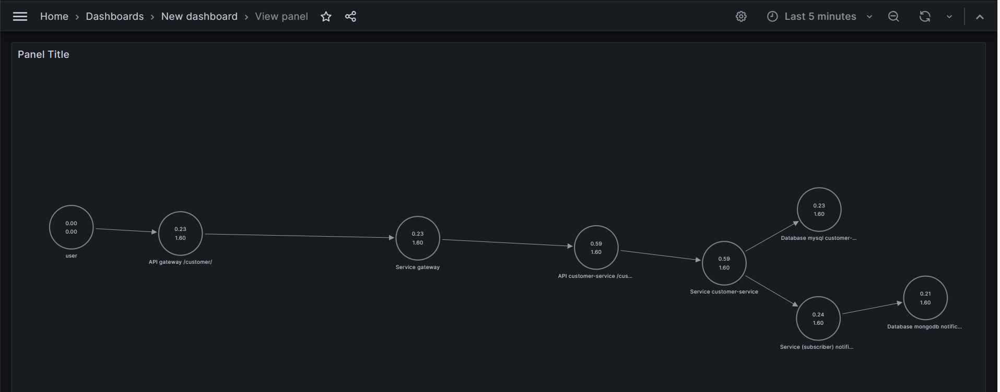 Home › Dashboards › New dashboard › View panel
Last 5 minutes
Panel Title
0.00
0.00
user
0.23
1.60
API gateway /customer/
0.23
1.60
Service gateway
0.59
1.60
API customer-service /cus...
0.59
1.60
Service customer-service
0.23
1.60
Database mysql customer-...
0.24
1.60
Service (subscriber) notifi...
0.21
1.60
Database mongodb notific...